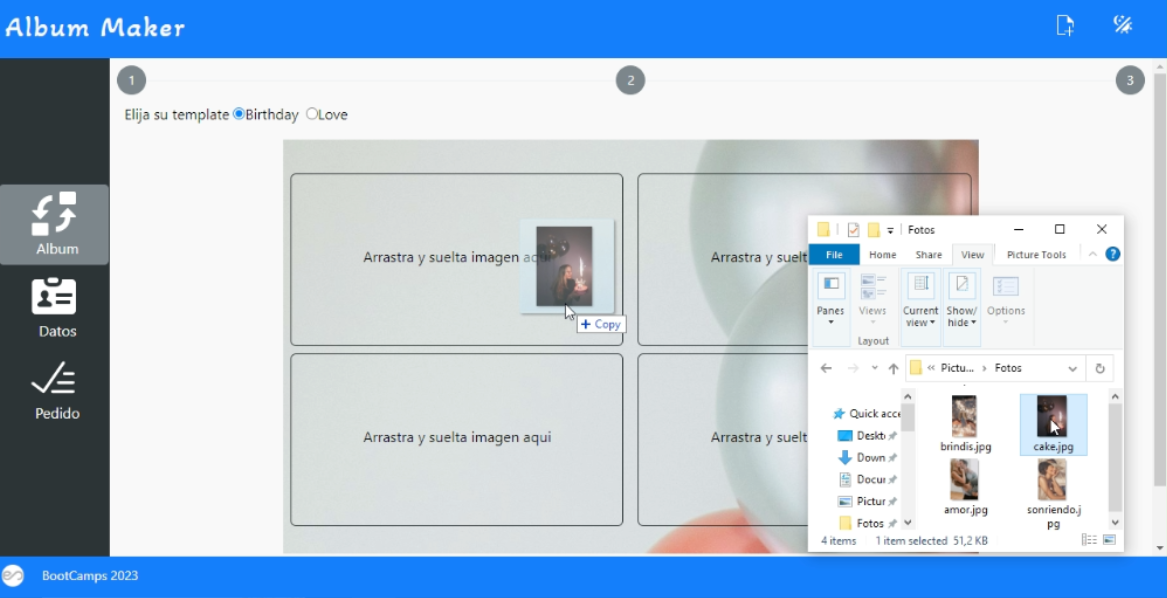 Album Maker
1
2
3
Elija su template Birthday Love
Album
Datos
Pedido
Arrastra y suelta imagen aqui
Arrastra y suelt
Arrastra y suelta imagen aqui
Arrastra y suelt
+ Copy
Fotos
File Home Share View Picture Tools
Panes
Views
Current view
Show/ hide
Options
Layout
« Pictu... › Fotos
Quick acce
Deskt
Down
Docur
Pictur
Fotos
brindis.jpg
cake.jpg
amor.jpg
sonriendo.j
pg
4 items 1 item selected 51,2 KB
BootCamps 2023